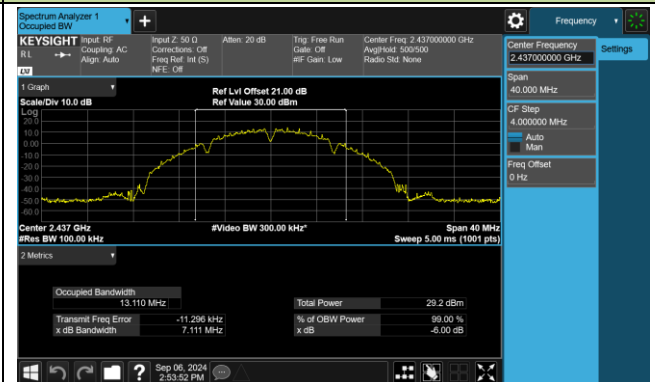 Spectrum Analyzer 1
Occupied BW
+
Frequency
KEYSIGHT
R L
LXI
Input: RF
Coupling: AC
Align: Auto
Input Z: 50 Ω
Corrections: Off
Freq Ref: Int (S)
NFE: Off
Atten: 20 dB
Trig: Free Run
Gate: Off
#IF Gain: Low
Center Freq: 2.437000000 GHz
Avg|Hold: 500/500
Radio Std: None
Center Frequency
2.437000000 GHz
Settings
Span
40.000 MHz
CF Step
4.000000 MHz
Auto
Man
Freq Offset
0 Hz
1 Graph
Scale/Div 10.0 dB
Ref Lvl Offset 21.00 dB
Ref Value 30.00 dBm
Log
20.0
10.0
0.00
-10.0
-20.0
-30.0
-40.0
-50.0
-60.0
Center 2.437 GHz
#Video BW 300.00 kHz*
Span 40 MHz
#Res BW 100.00 kHz
Sweep 5.00 ms (1001 pts)
2 Metrics
Occupied Bandwidth
13.110 MHz
Total Power
29.2 dBm
Transmit Freq Error
-11.296 kHz
% of OBW Power
99.00 %
x dB Bandwidth
7.111 MHz
x dB
-6.00 dB
?
Sep 06, 2024
2:53:52 PM